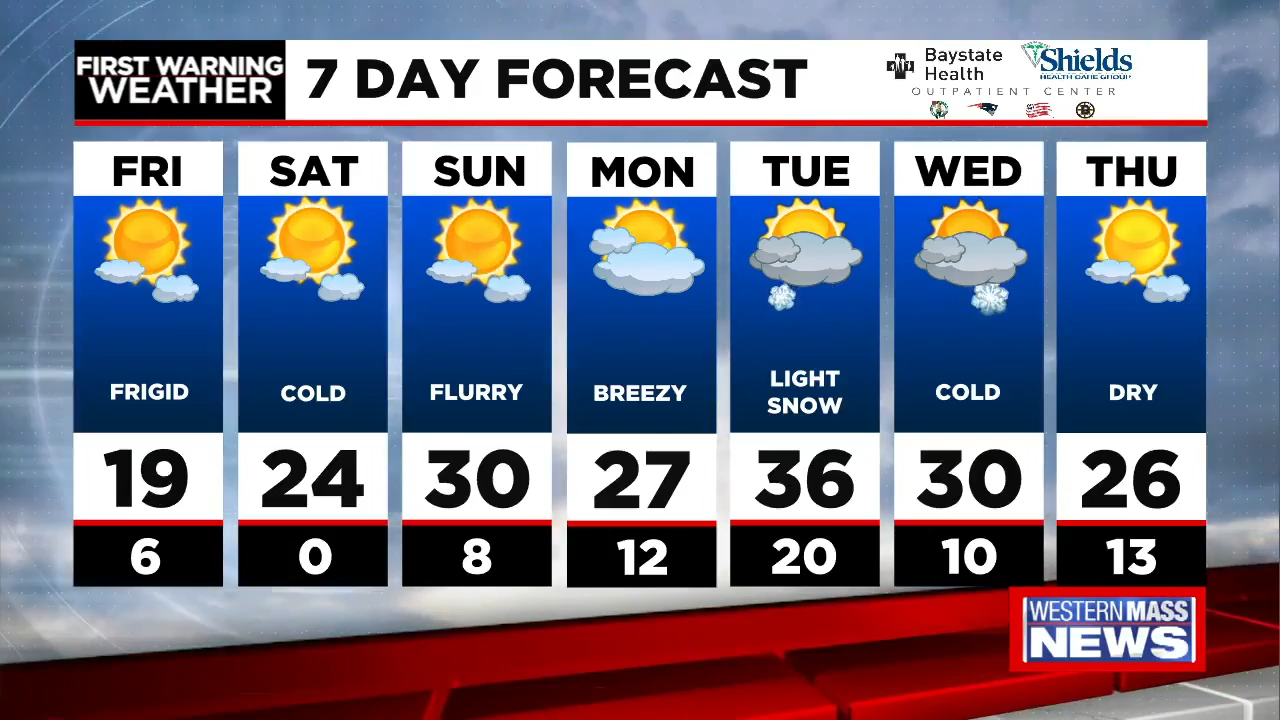 FIRST WARNING
WEATHER
7 DAY FORECAST
Baystate
Health
Shields
HEALTH CARE GROUP
OUTPATIENT CENTER
FRI SAT SUN MON TUE WED THU
FRIGID COLD FLURRY BREEZY LIGHT SNOW COLD DRY
19 24 30 27 36 30 26
6 0 8 12 20 10 13
WESTERN MASS
NEWS